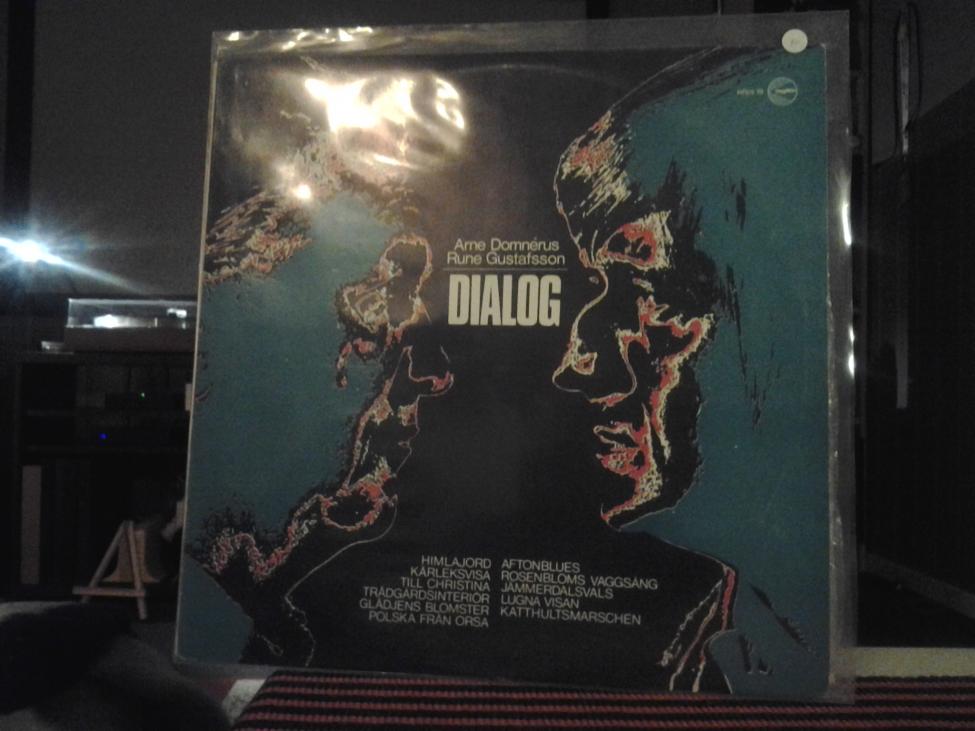 Arne Domnérus
Rune Gustafsson
DIALOG
HIMLAJORD
KÄRLEKSVISA
TILL CHRISTINA
TRÄDGÅRDSINTERIÖR
GLÄDJENS BLOMSTER
POLSKA FRÅN ORSA
AFTONBLUES
ROSENBLOMS VAGGSÅNG
JÄMMERDALSVALS
LUGNA VISAN
KATTHULTSMARSCHEN